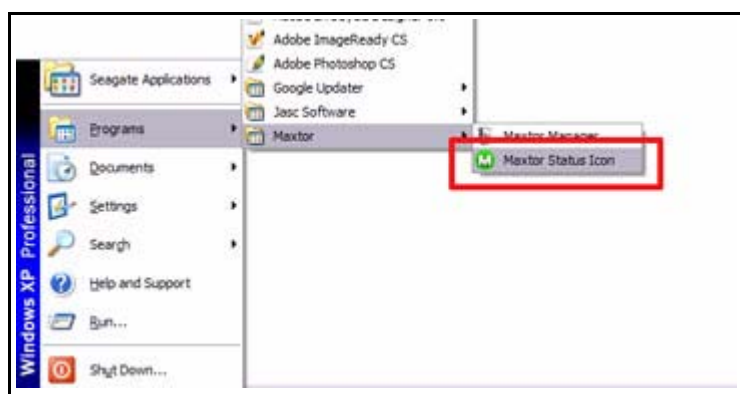 Adobe ImageReady CS
Adobe Photoshop CS
Seagate Applications
Google Updater
Jasc Software
Programs
Maxtor
Maxtor Manager
Maxtor Status Icon
Documents
Settings
Search
Help and Support
Run...
Shut Down...
Windows XP Professional